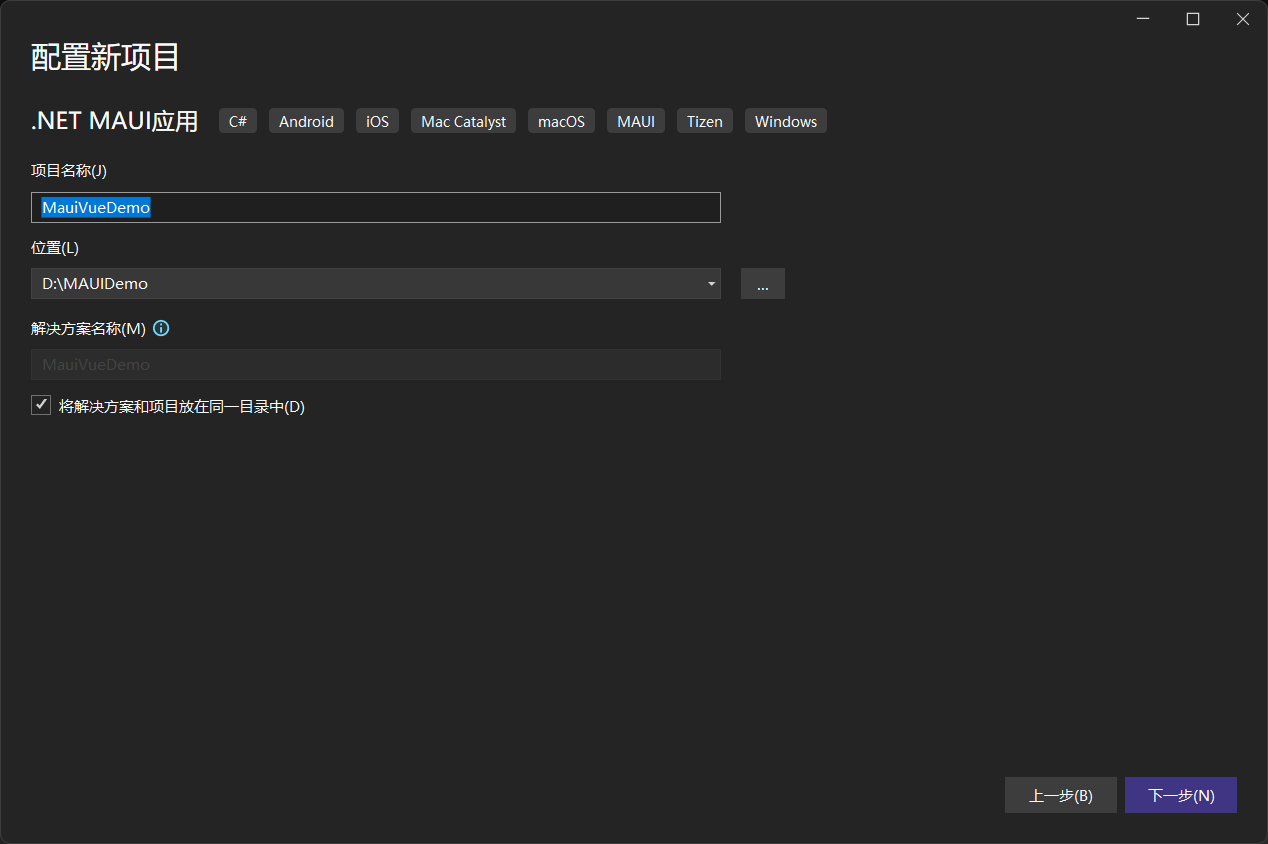 配置新项目
.NET MAUI应用 C# Android iOS Mac Catalyst macOS MAUI Tizen Windows
项目名称(J)
MauiVueDemo
位置(L)
D:\MAUIDemo ...
解决方案名称(M)
MauiVueDemo
将解决方案和项目放在同一目录中(D)
上一步(B) 下一步(N)